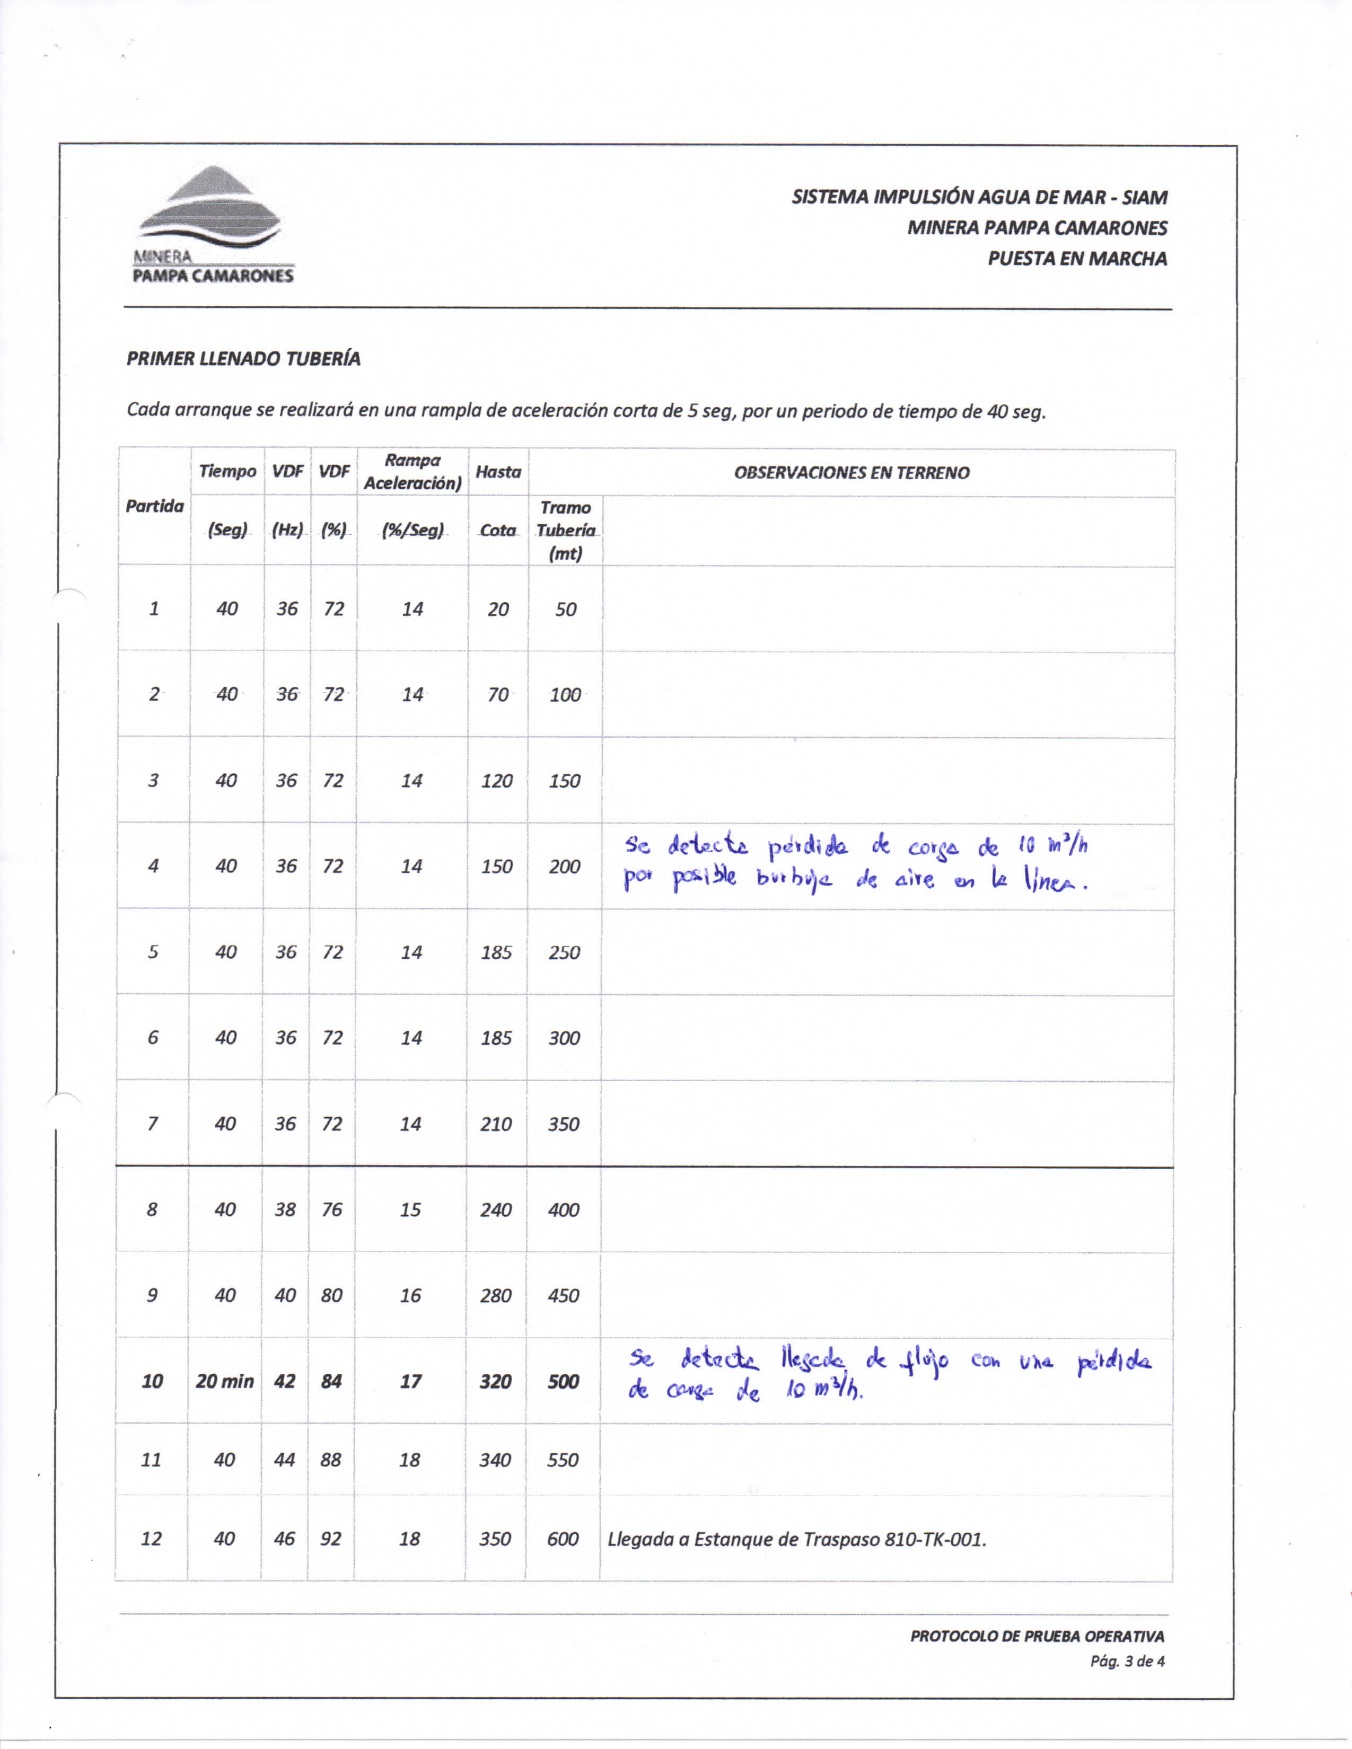 MINERA
PAMPA CAMARONES
SISTEMA IMPULSIÓN AGUA DE MAR - SIAM
MINERA PAMPA CAMARONES
PUESTA EN MARCHA
PRIMER LLENADO TUBERÍA
Cada arranque se realizará en una rampla de aceleración corta de 5 seg, por un periodo de tiempo de 40 seg.
Partida Tiempo VDF VDF Rampa Aceleración) Hasta OBSERVACIONES EN TERRENO
(Seg) (Hz) (%) (%/Seg) Cota Tramo Tubería (mt)
1 40 36 72 14 20 50
2 40 36 72 14 70 100
3 40 36 72 14 120 150
4 40 36 72 14 150 200 Se detecta pérdida de carga de 10 m³/h
por posible burbuja de aire en la línea.
5 40 36 72 14 185 250
6 40 36 72 14 185 300
7 40 36 72 14 210 350
8 40 38 76 15 240 400
9 40 40 80 16 280 450
10 20 min 42 84 17 320 500 Se detecta llegada de flujo con una pérdida
de carga de 10 m³/h.
11 40 44 88 18 340 550
12 40 46 92 18 350 600 Llegada a Estanque de Traspaso 810-TK-001.
PROTOCOLO DE PRUEBA OPERATIVA
Pág. 3 de 4